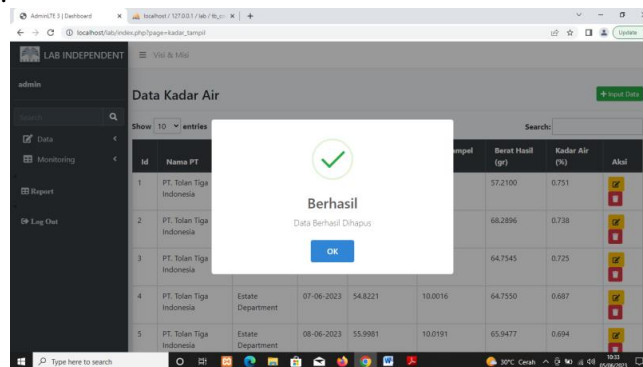 AdminLTE 3 | Dashboard
localhost / 127.0.0.1 / lab / tb_
localhost/lab/index.php?page=kadar_tampil
Update
LAB INDEPENDENT
Visi & Misi
admin
Data Kadar Air
+ Input Data
Search
Show 10 entries
Search:
Data
Monitoring
Report
Log Out
Id
Nama PT
Berat Hasil (gr)
Kadar Air (%)
Aksi
1 PT. Tolan Tiga Indonesia 57.2100 0.751
2 PT. Tolan Tiga Indonesia 68.2896 0.738
3 PT. Tolan Tiga Indonesia 64.7545 0.725
4 PT. Tolan Tiga Indonesia Estate Department 07-06-2023 54.8221 10.0016 64.7550 0.687
5 PT. Tolan Tiga Indonesia Estate Department 08-06-2023 55.9981 10.0191 65.9477 0.694
Berhasil
Data Berhasil Dihapus
OK
Type here to search
30°C Cerah
10:33
05/06/2023